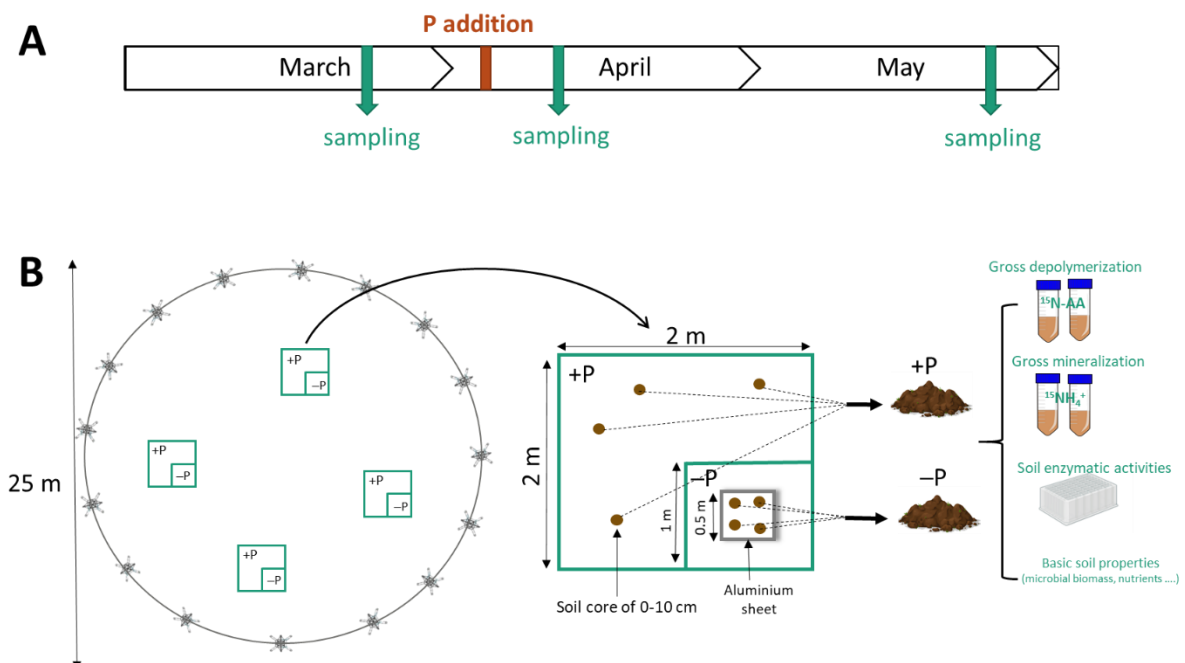 A
P addition
March
April
May
sampling
sampling
sampling
B
25 m
+P
–P
+P
–P
+P
–P
+P
–P
2 m
2 m
+P
–P
1 m
0.5 m
Soil core of 0-10 cm
Aluminium
sheet
+P
–P
Gross depolymerization
¹⁵N-AA
Gross mineralization
¹⁵NH₄⁺
Soil enzymatic activities
Basic soil properties
(microbial biomass, nutrients ....)